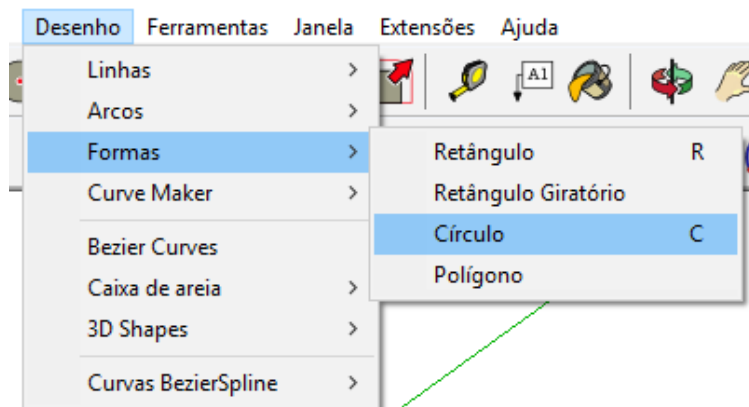 Desenho Ferramentas Janela Extensões Ajuda
A1
Linhas
Arcos
Formas
Curve Maker
Bezier Curves
Caixa de areia
3D Shapes
Curvas BezierSpline
Retângulo R
Retângulo Giratório
Círculo C
Polígono